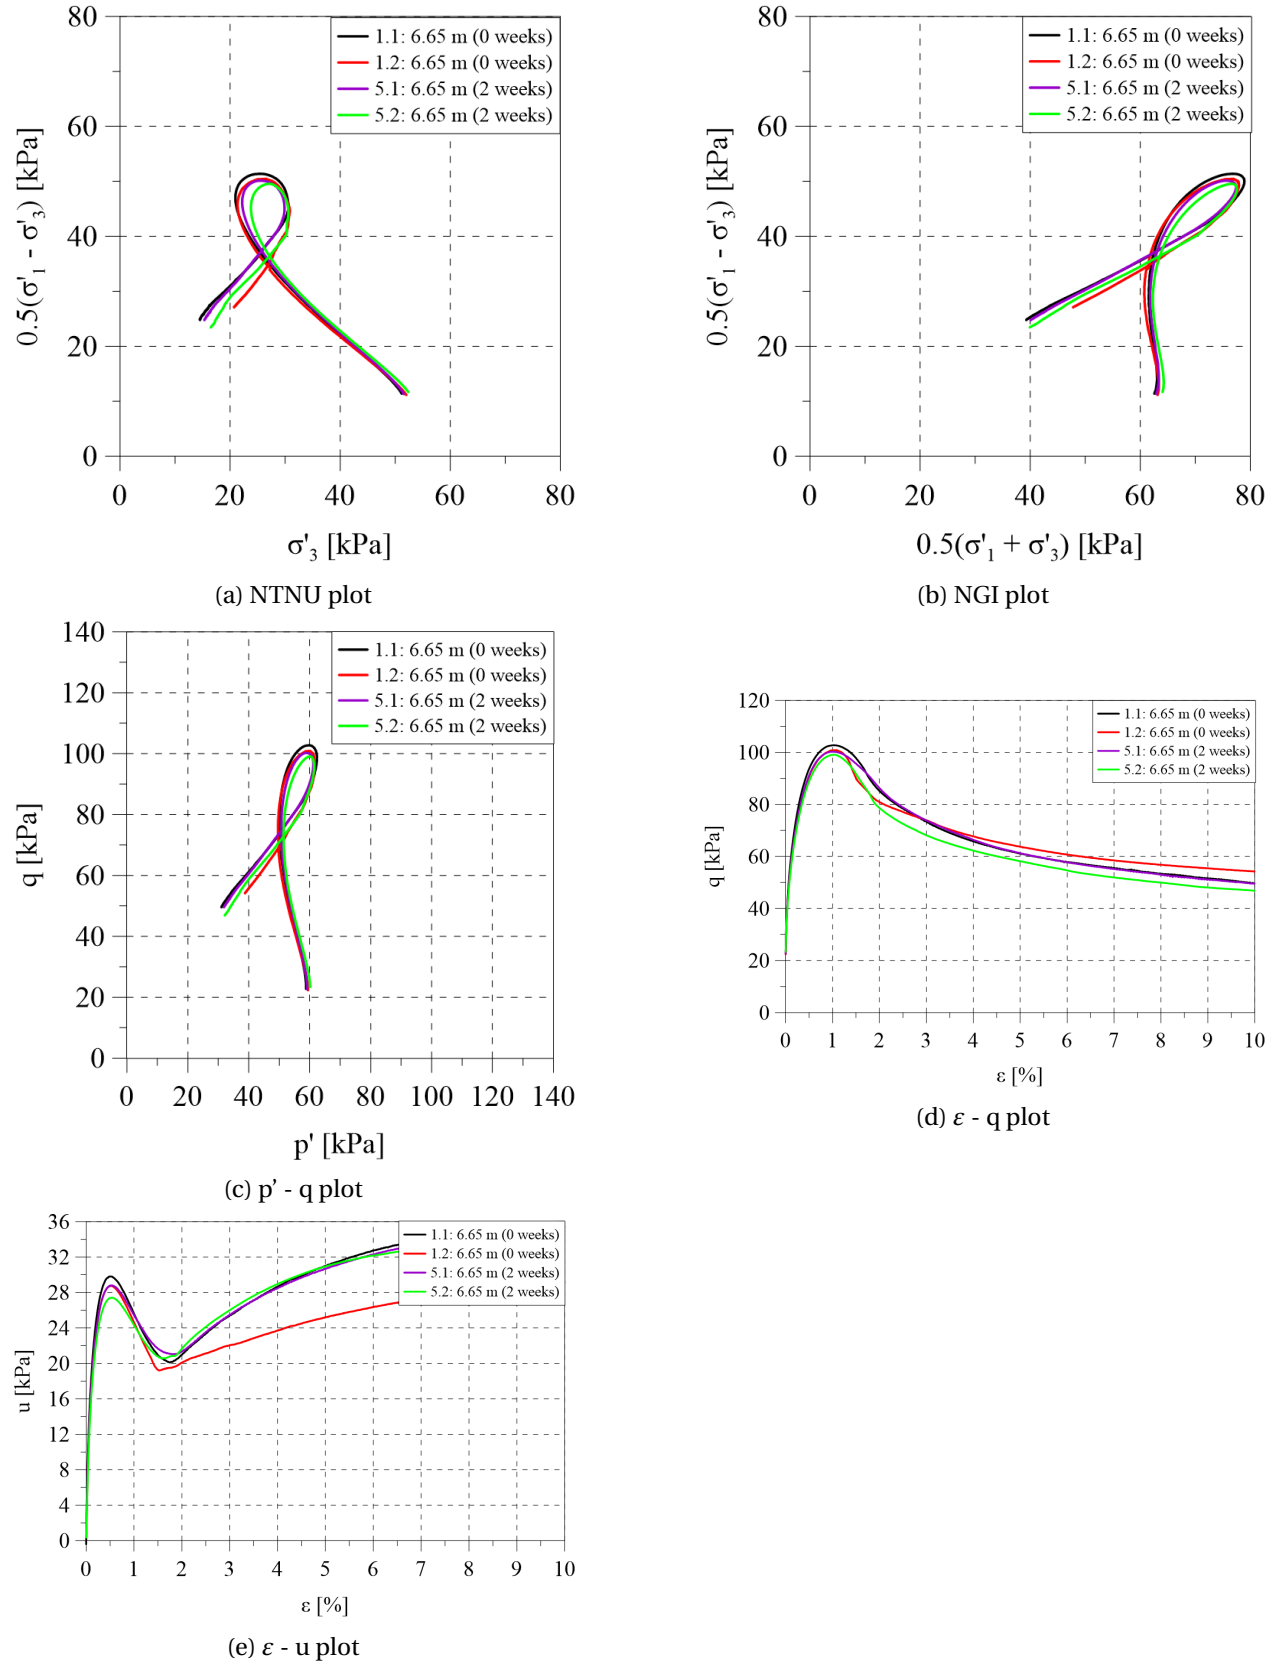 80
60
40
20
0
0 20 40 60 80
0.5(σ'1 - σ'3) [kPa]
σ'3 [kPa]
1.1: 6.65 m (0 weeks)
1.2: 6.65 m (0 weeks)
5.1: 6.65 m (2 weeks)
5.2: 6.65 m (2 weeks)
(a) NTNU plot
80
60
40
20
0
0 20 40 60 80
0.5(σ'1 - σ'3) [kPa]
0.5(σ'1 + σ'3) [kPa]
1.1: 6.65 m (0 weeks)
1.2: 6.65 m (0 weeks)
5.1: 6.65 m (2 weeks)
5.2: 6.65 m (2 weeks)
(b) NGI plot
140
120
100
80
60
40
20
0
0 20 40 60 80 100 120 140
q [kPa]
p' [kPa]
1.1: 6.65 m (0 weeks)
1.2: 6.65 m (0 weeks)
5.1: 6.65 m (2 weeks)
5.2: 6.65 m (2 weeks)
(c) p’ - q plot
120
100
80
60
40
20
0
0 1 2 3 4 5 6 7 8 9 10
q [kPa]
ε [%]
1.1: 6.65 m (0 weeks)
1.2: 6.65 m (0 weeks)
5.1: 6.65 m (2 weeks)
5.2: 6.65 m (2 weeks)
(d) ε - q plot
36
32
28
24
20
16
12
8
4
0
0 1 2 3 4 5 6 7 8 9 10
u [kPa]
ε [%]
1.1: 6.65 m (0 weeks)
1.2: 6.65 m (0 weeks)
5.1: 6.65 m (2 weeks)
5.2: 6.65 m (2 weeks)
(e) ε - u plot